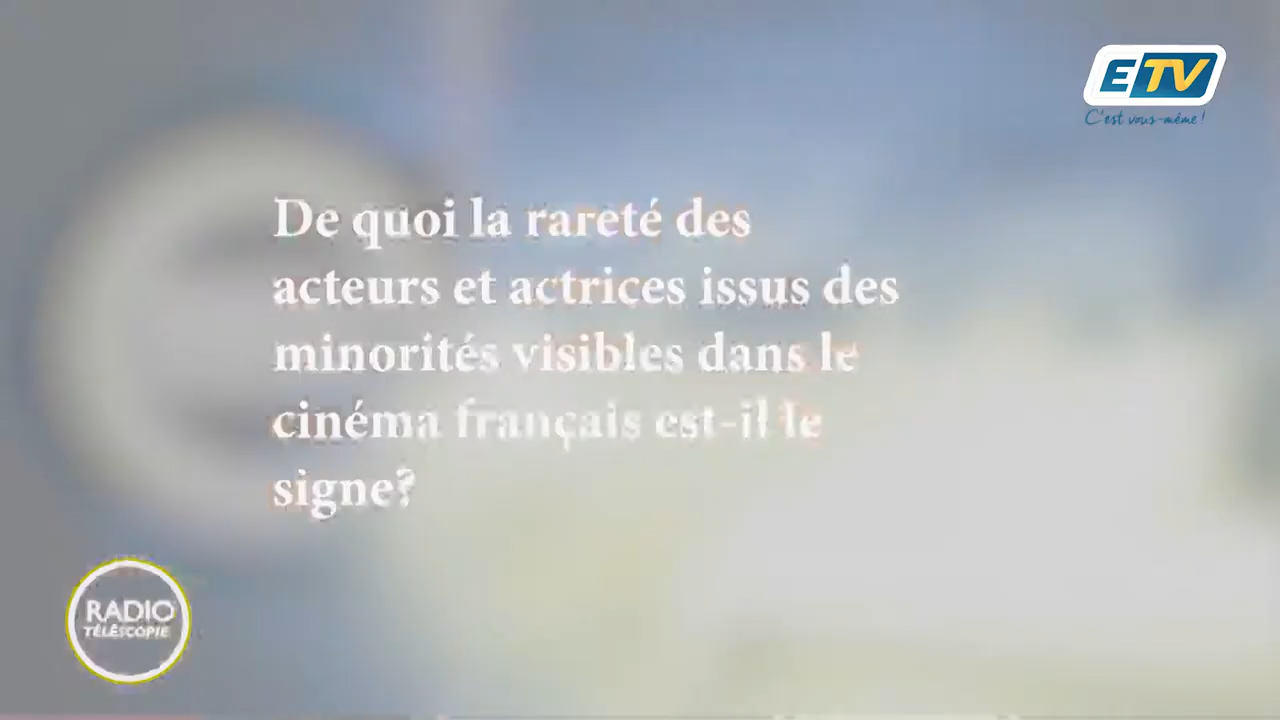 ETV
C'est vous-même !
De quoi la rareté des
acteurs et actrices issus des
minorités visibles dans le
cinéma français est-il le
signe?
RADIO
TÉLÉSCOPIE